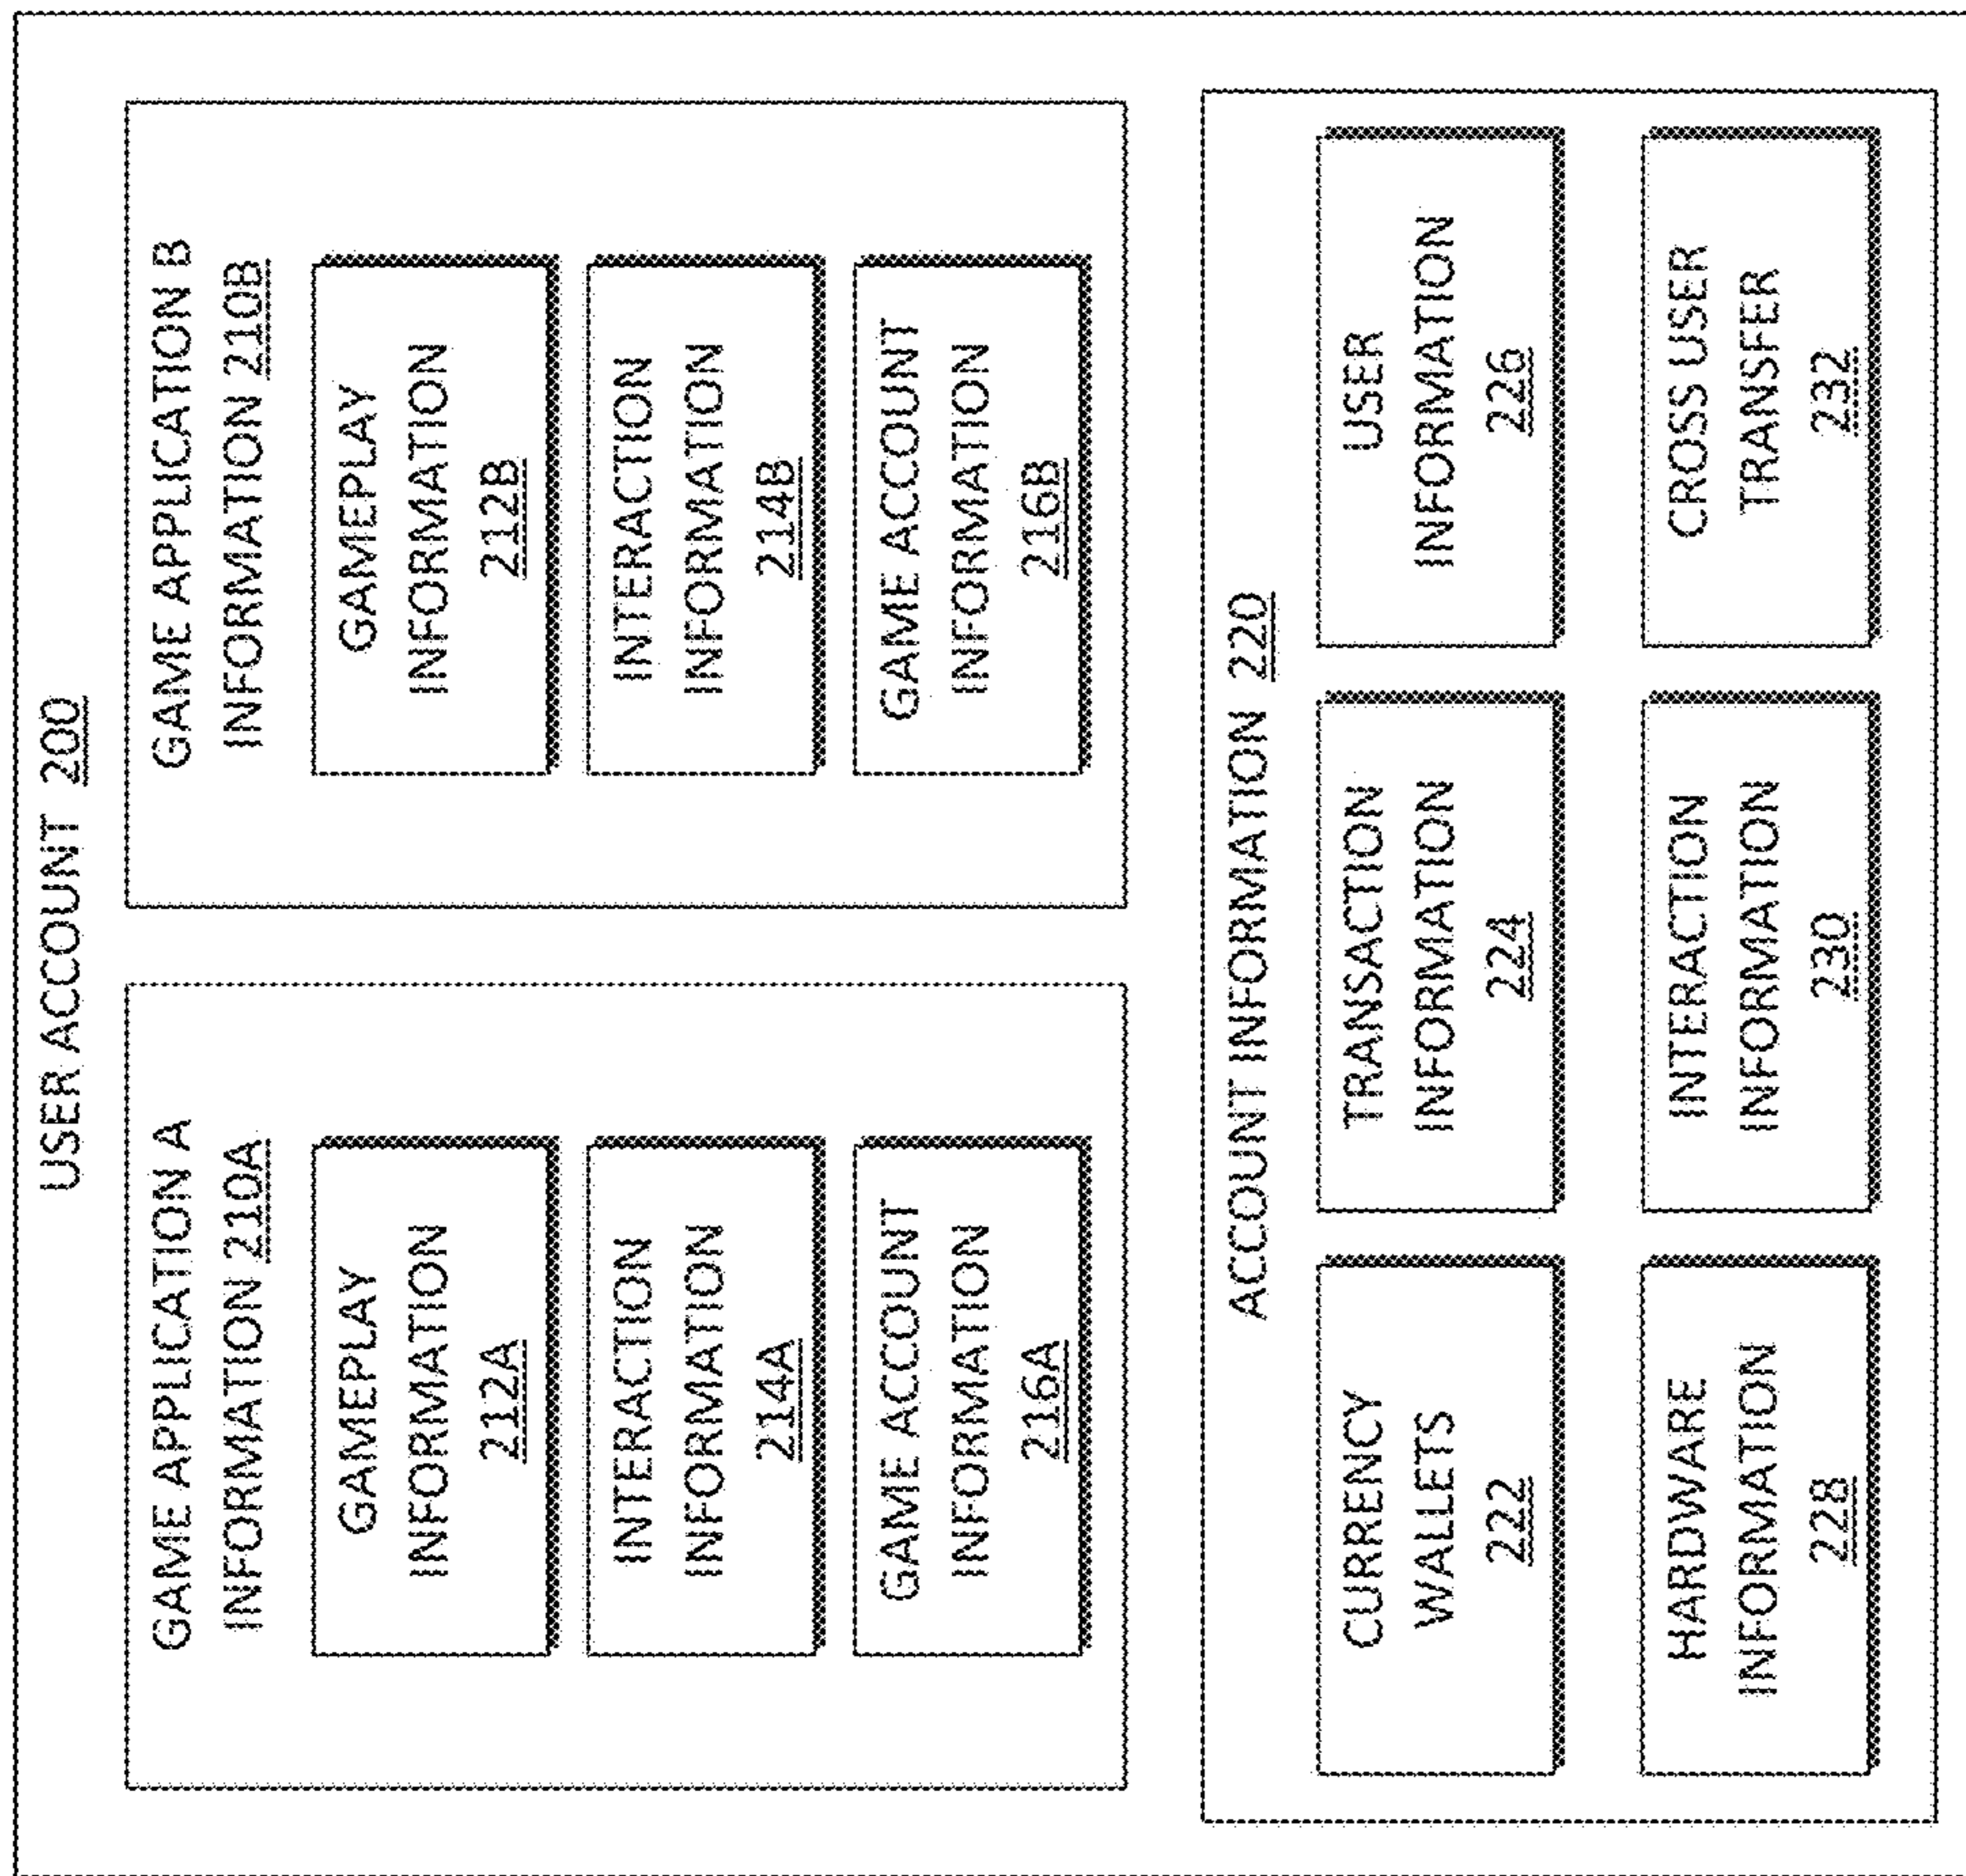 USER ACCOUNT 200
GAME APPLICATION A
INFORMATION 210A
GAMEPLAY
INFORMATION
212A
INTERACTION
INFORMATION
214A
GAME ACCOUNT
INFORMATION
216A
GAME APPLICATION B
INFORMATION 210B
GAMEPLAY
INFORMATION
212B
INTERACTION
INFORMATION
214B
GAME ACCOUNT
INFORMATION
216B
ACCOUNT INFORMATION 220
CURRENCY
WALLETS
222
TRANSACTION
INFORMATION
224
USER
INFORMATION
226
HARDWARE
INFORMATION
228
INTERACTION
INFORMATION
230
CROSS USER
TRANSFER
232